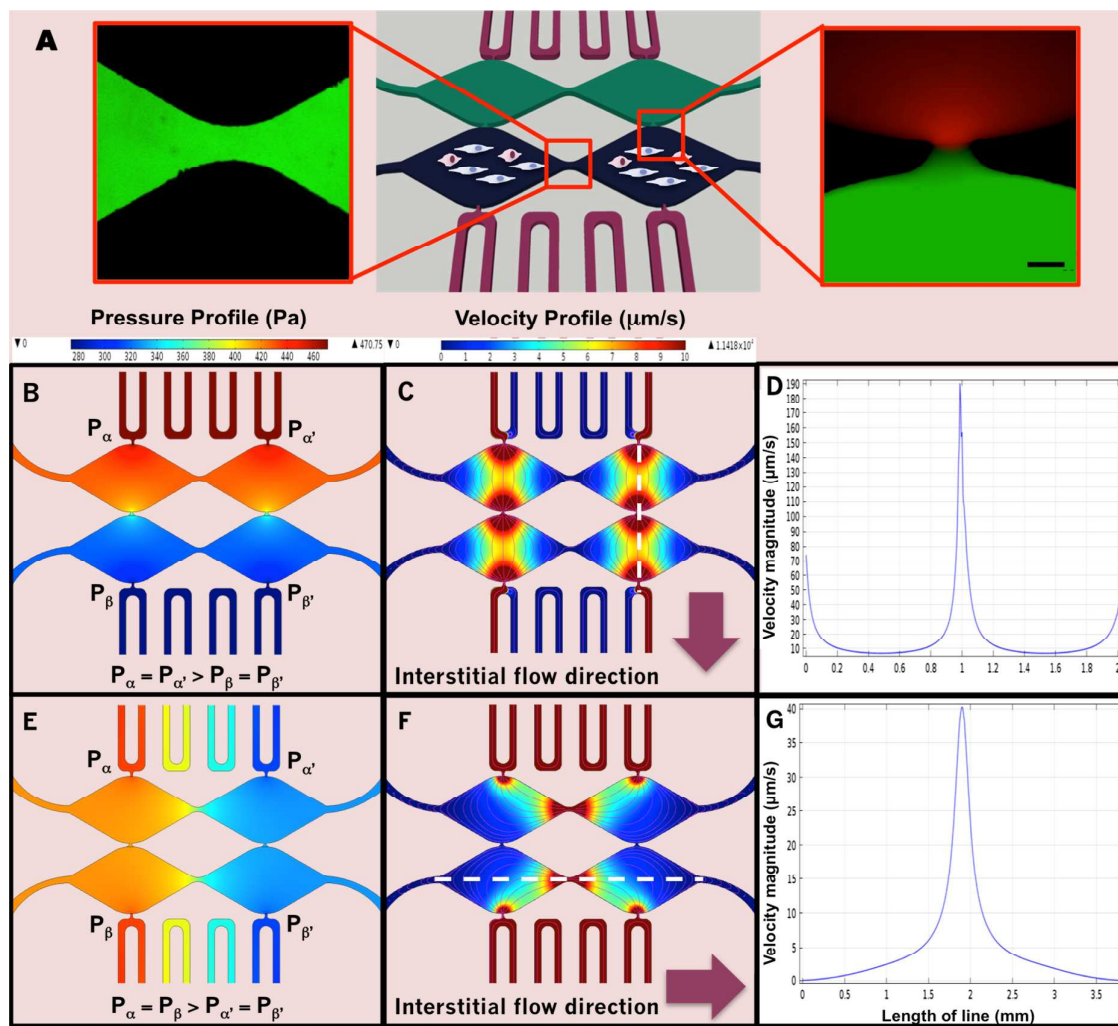 A
Pressure Profile (Pa)
Velocity Profile (μm/s)
▼ 0
280 320 340 360 380 400 420 440 460
▲ 470.75
▼ 0
0 1 2 3 4 5 6 7 8 9 10
B
Pα
Pα'
Pβ
Pβ'
Pα = Pα' > Pβ = Pβ'
C
Interstitial flow direction
D
Velocity magnitude (μm/s)
190
180
170
160
150
140
130
120
110
100
90
80
70
60
50
40
30
20
10
0 0.2 0.4 0.6 0.8 1 1.2 1.4 1.6 1.8 2
E
Pα
Pα'
Pβ
Pβ'
Pα = Pβ > Pα' = Pβ'
F
Interstitial flow direction
G
Velocity magnitude (μm/s)
40
35
30
25
20
15
10
5
0
0 0.5 1 1.5 2 2.5 3 3.5
Length of line (mm)